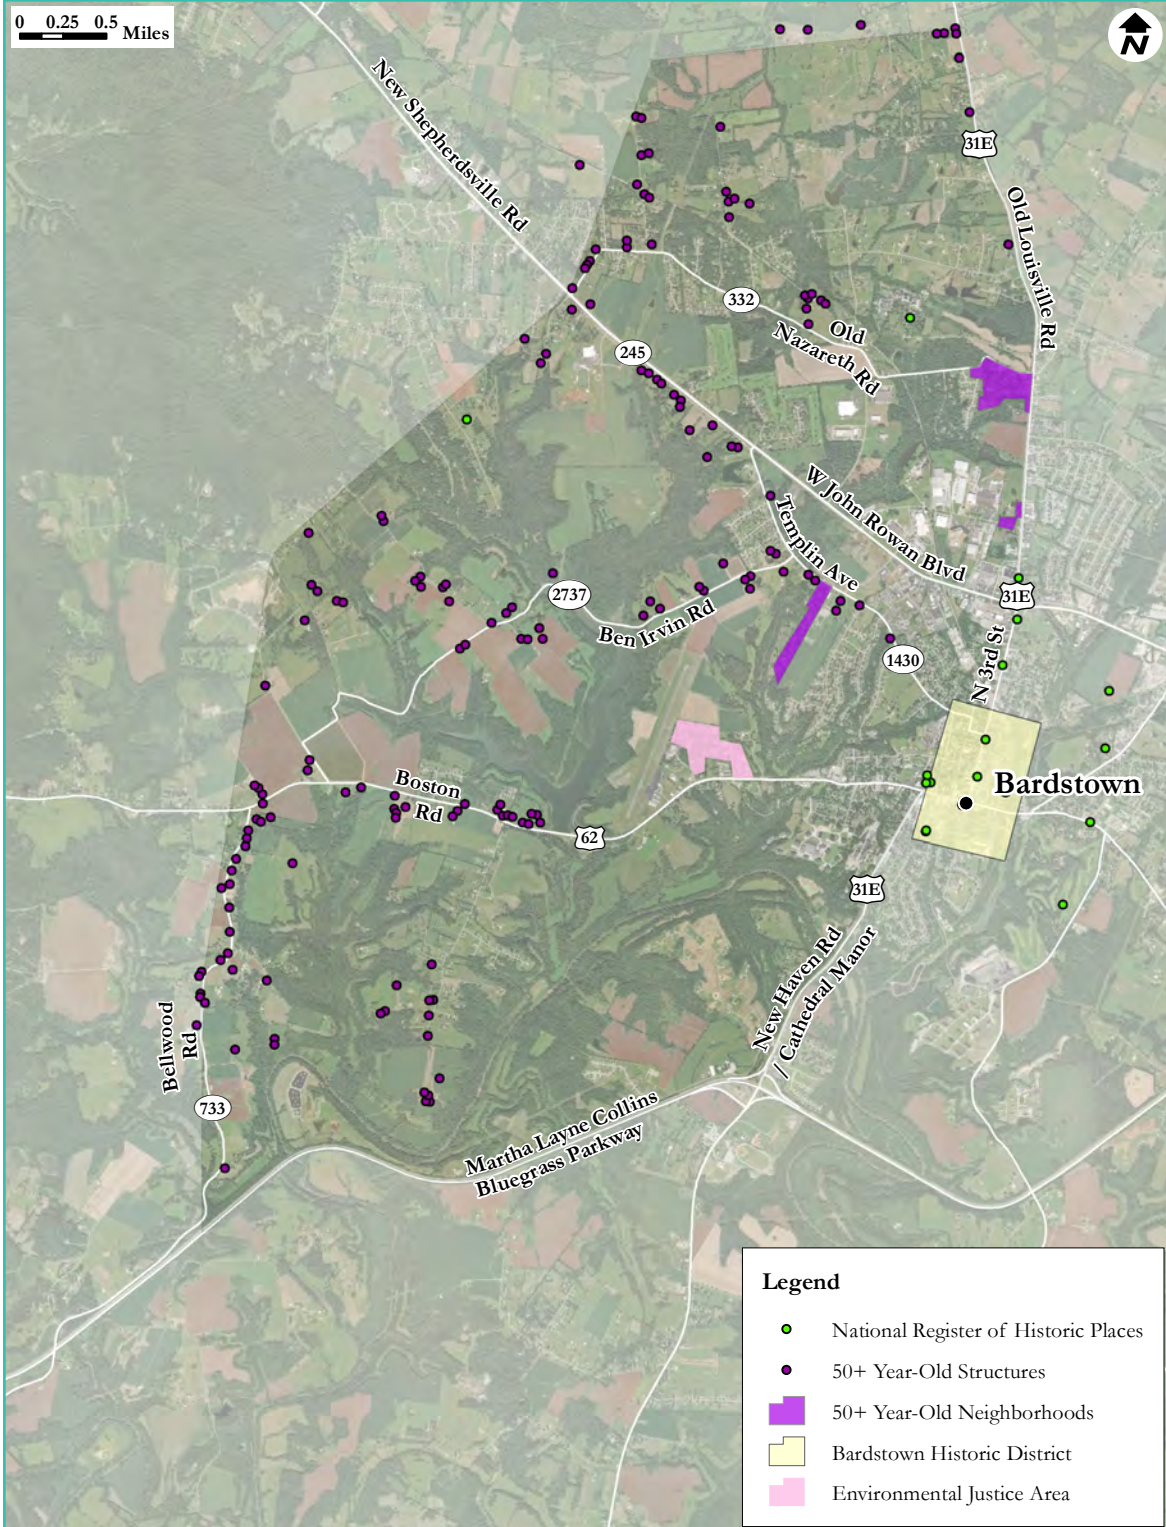 0 0.25 0.5 Miles
N
New Shepherdsville Rd
31E
Old Louisville Rd
332
Old
Nazareth Rd
245
W John Rowan Blvd
Templin Ave
2737
Ben Irvin Rd
31E
N 3rd St
1430
Boston
Rd
Bardstown
62
31E
New Haven Rd
// Cathedral Manor
Bellwood
Rd
733
Martha Layne Collins
Bluegrass Parkway
Legend
National Register of Historic Places
50+ Year-Old Structures
50+ Year-Old Neighborhoods
Bardstown Historic District
Environmental Justice Area